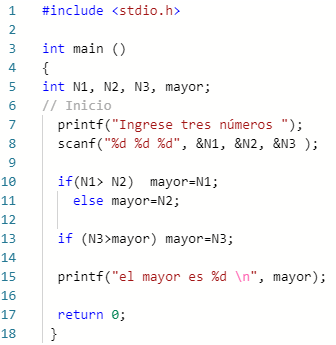 1 #include <stdio.h>
2
3 int main ()
4 {
5 int N1, N2, N3, mayor;
6 // Inicio
7 printf("Ingrese tres números ");
8 scanf("%d %d %d", &N1, &N2, &N3 );
9
10 if(N1> N2)  mayor=N1;
11 else mayor=N2;
12
13 if (N3>mayor) mayor=N3;
14
15 printf("el mayor es %d \n", mayor);
16
17 return 0;
18 }